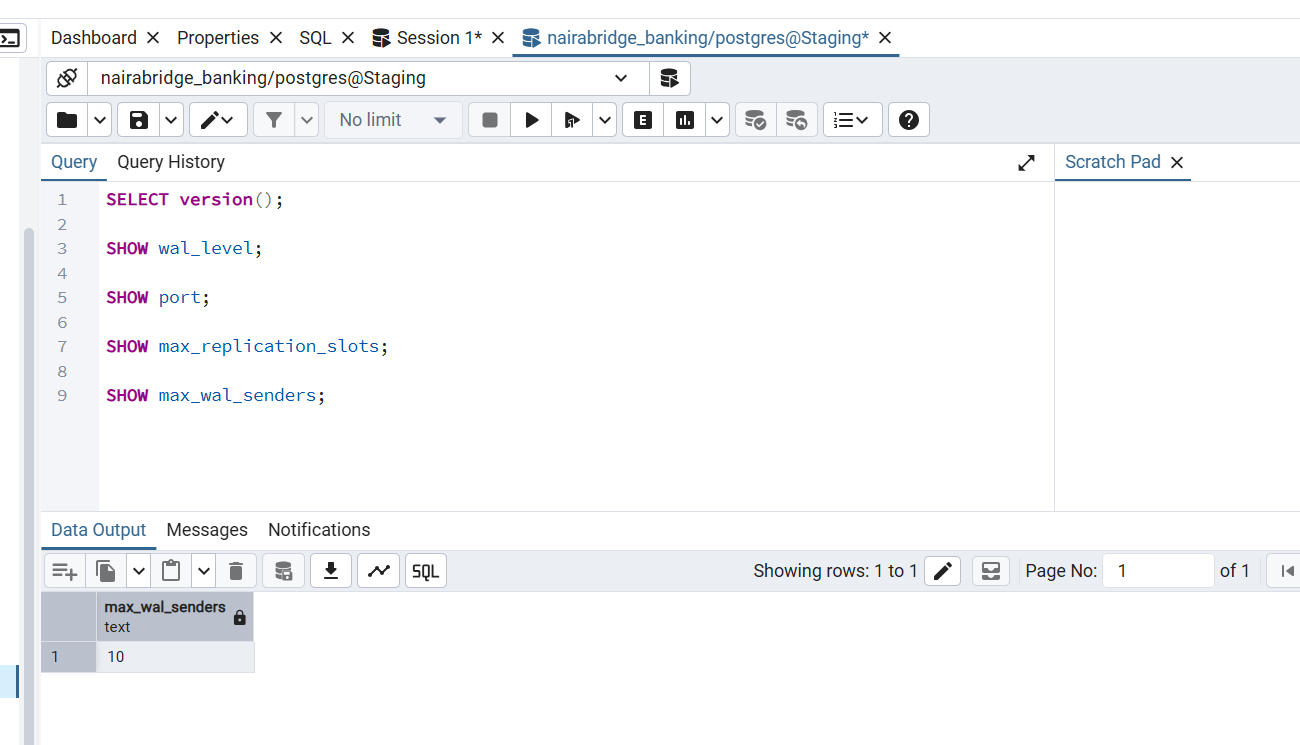 Dashboard Properties SQL Session 1* nairabridge_banking/postgres@Staging*
nairabridge_banking/postgres@Staging
No limit E
Query Query History Scratch Pad
1 SELECT version();
2
3 SHOW wal_level;
4
5 SHOW port;
6
7 SHOW max_replication_slots;
8
9 SHOW max_wal_senders;
Data Output Messages Notifications
SQL Showing rows: 1 to 1 Page No: 1 of 1
max_wal_senders
text
1 10